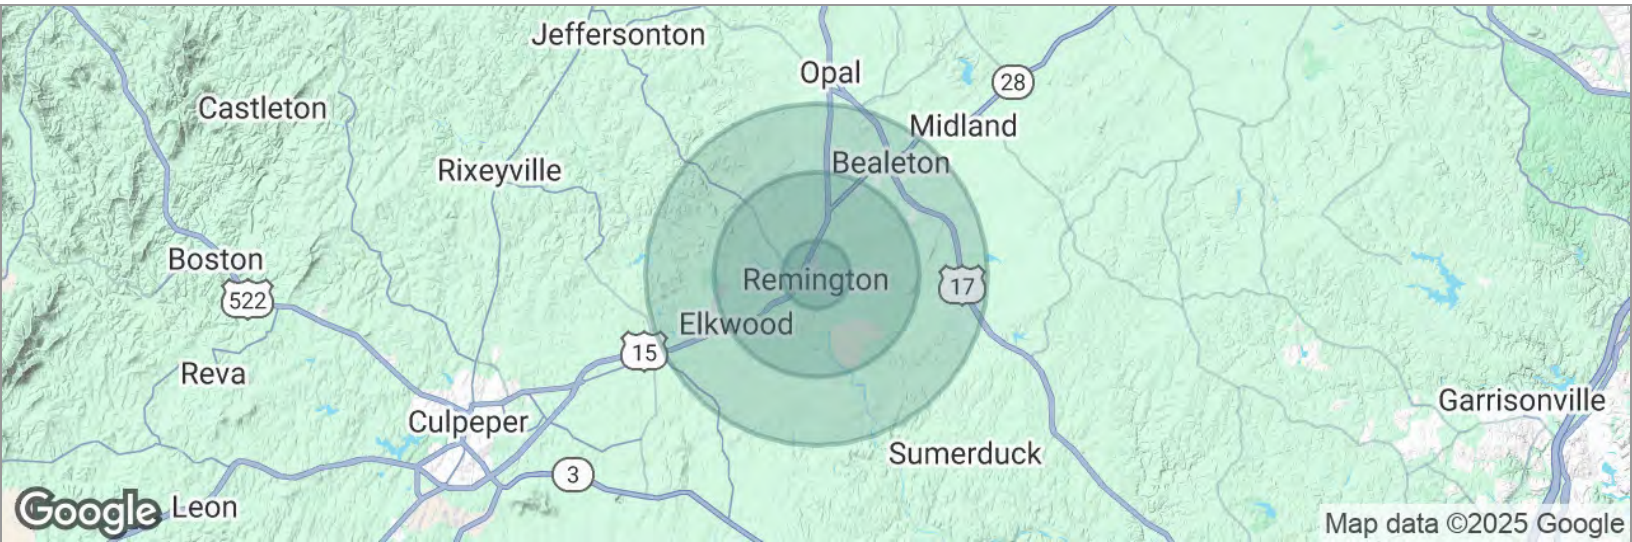 Jeffersonton
Opal
28
Castleton
Midland
Bealeton
Rixeyville
Boston
522
Remington
17
Elkwood
15
Reva
Garrisonville
Culpeper
Sumerduck
3
Google
Leon
Map data ©2025 Google